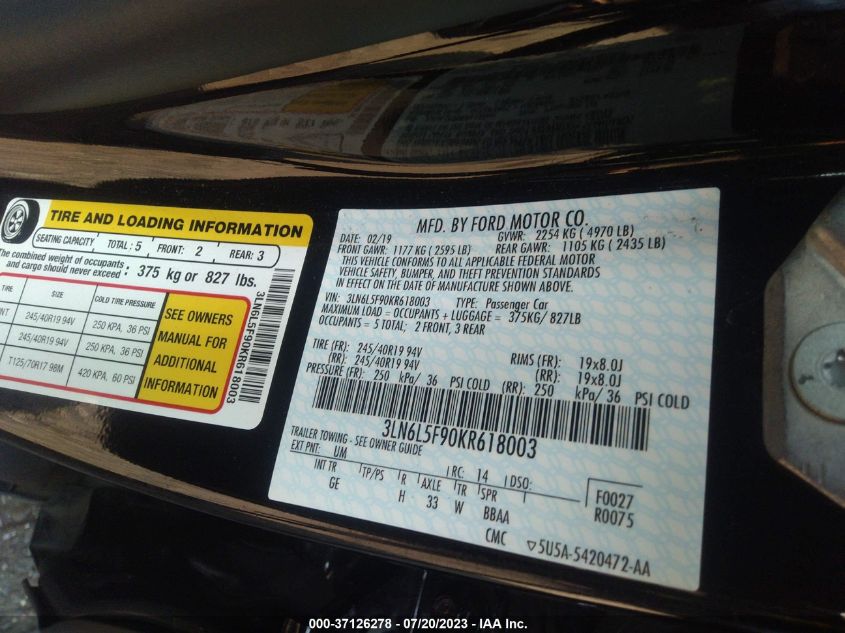 TIRE AND LOADING INFORMATION
SEATING CAPACITY TOTAL: 5 FRONT: 2 REAR: 3
The combined weight of occupants
and cargo should never exceed: 375 kg or 827 lbs.
TIRE SIZE COLD TIRE PRESSURE
245/40R19 94V 250 KPA, 36 PSI
245/40R19 94V 250 KPA, 36 PSI
T125/70R17 98M 420 KPA, 60 PSI
SEE OWNERS
MANUAL FOR
ADDITIONAL
INFORMATION
3LN6L5F90KR618003
MFD. BY FORD MOTOR CO.
DATE: 02/19 GVWR: 2254 KG ( 4970 LB)
FRONT GAWR: 1177 KG ( 2595 LB) REAR GAWR: 1105 KG ( 2435 LB)
THIS VEHICLE CONFORMS TO ALL APPLICABLE FEDERAL MOTOR
VEHICLE SAFETY, BUMPER, AND THEFT PREVENTION STANDARDS
IN EFFECT ON THE DATE OF MANUFACTURE SHOWN ABOVE.
VIN: 3LN6L5F90KR618003 TYPE: Passenger Car
MAXIMUM LOAD = OCCUPANTS + LUGGAGE = 375KG/ 827LB
OCCUPANTS = 5 TOTAL; 2 FRONT, 3 REAR
TIRE (FR): 245/40R19 94V RIMS (FR): 19x8.0J
(RR): 245/40R19 94V (RR): 19x8.0J
PRESSURE (FR): 250 kPa/ 36 PSI COLD (RR): 250 kPa/ 36 PSI COLD
3LN6L5F90KR618003
TRAILER TOWING - SEE OWNER GUIDE
EXT PNT: UM RC: 14 DSO:
INT TR TP/PS R AXLE TR SPR
GE H 33 W BBAA
F0027
R0075
CMC ▽5U5A-5420472-AA
000-37126278 - 07/20/2023 - IAA Inc.